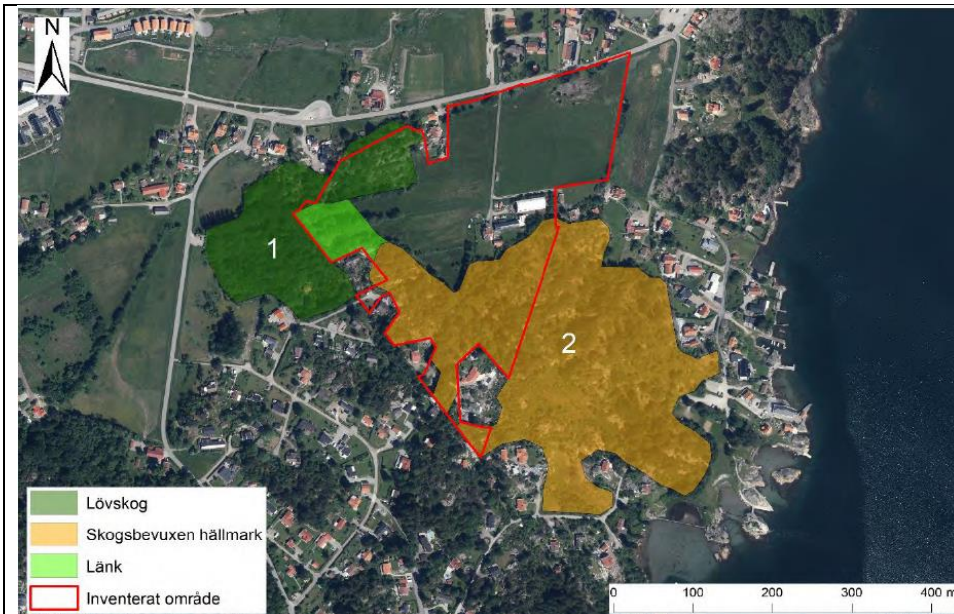 N
1
2
Lövskog
Skogsbevuxen hällmark
Länk
Inventerat område
0 100 200 300 400 m